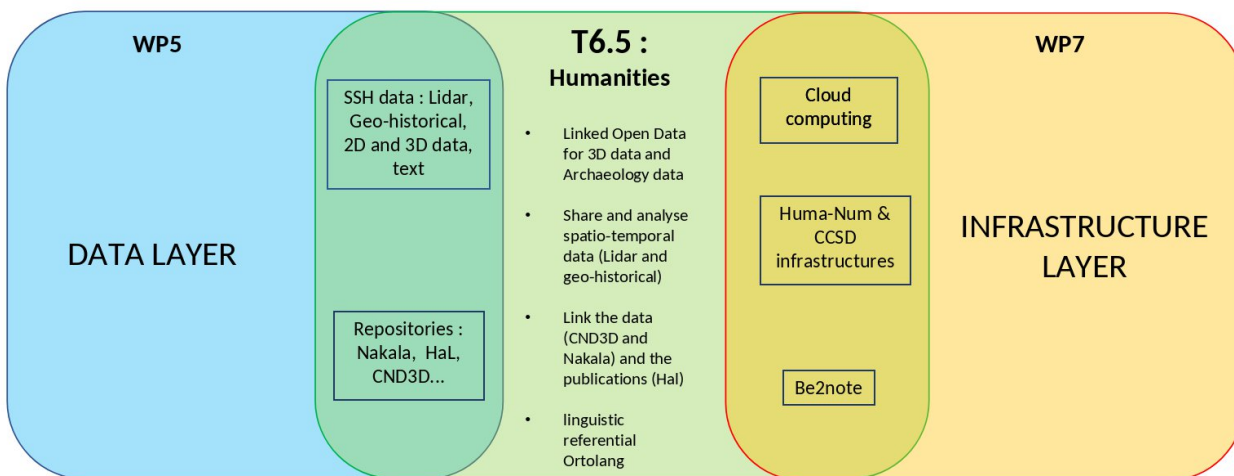 WP5
DATA LAYER
SSH data : Lidar,
Geo-historical,
2D and 3D data,
text
Repositories :
Nakala, HaL,
CND3D...
T6.5 :
Humanities
• Linked Open Data
for 3D data and
Archaeology data
• Share and analyse
spatio-temporal
data (Lidar and
geo-historical)
• Link the data
(CND3D and
Nakala) and the
publications (Hal)
• linguistic
referential
Ortolang
Cloud
computing
Huma-Num &
CCSD
infrastructures
Be2note
WP7
INFRASTRUCTURE
LAYER